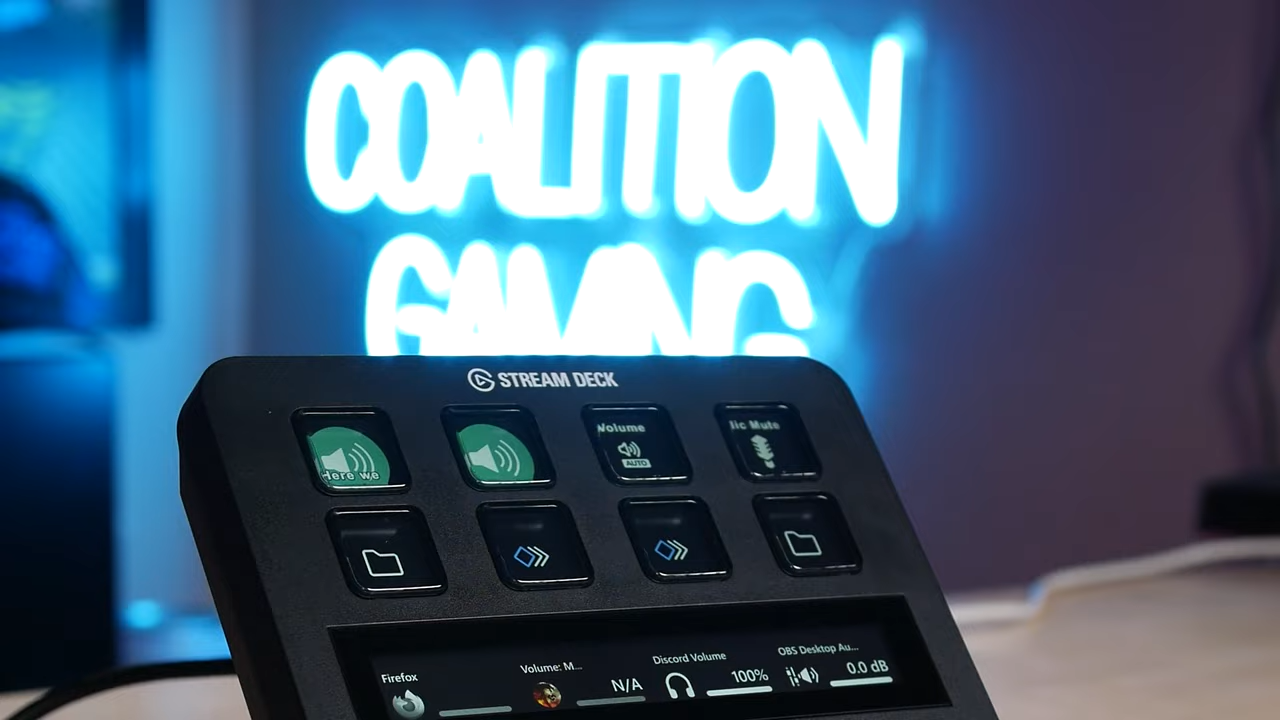 COALITION
GAMING
STREAM DECK
Here we
Volume
AUTO
lic Mute
Firefox
Volume: M...
N/A
Discord Volume
100%
OBS Desktop Au...
0.0 dB